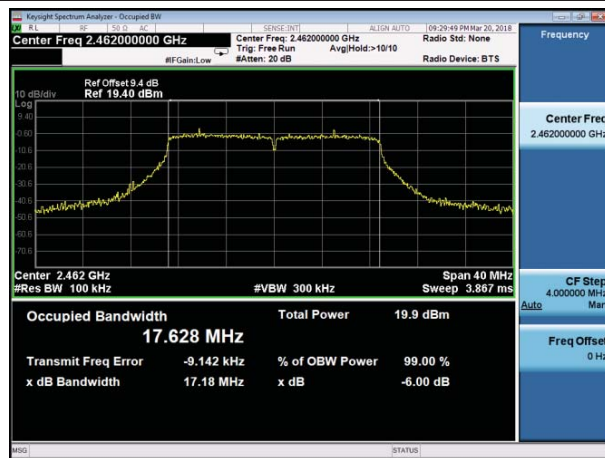 Keysight Spectrum Analyzer - Occupied BW
RL RF 50 Ω AC SENSE:INT ALIGN AUTO 09:29:49 PM Mar 20, 2018
Center Freq 2.462000000 GHz
Center Freq: 2.462000000 GHz Radio Std: None
Trig: Free Run Avg|Hold:>10/10
#IFGain:Low #Atten: 20 dB Radio Device: BTS
Frequency
Ref Offset 9.4 dB
10 dB/div Ref 19.40 dBm
Log
9.40
-0.60
-10.6
-20.6
-30.6
-40.6
-50.6
-60.6
-70.6
Center 2.462 GHz Span 40 MHz
#Res BW 100 kHz #VBW 300 kHz Sweep 3.867 ms
Occupied Bandwidth Total Power 19.9 dBm
17.628 MHz
Transmit Freq Error -9.142 kHz % of OBW Power 99.00 %
x dB Bandwidth 17.18 MHz x dB -6.00 dB
Center Freq
2.462000000 GHz
CF Step
4.000000 MHz
Auto Man
Freq Offset
0 Hz
MSG STATUS